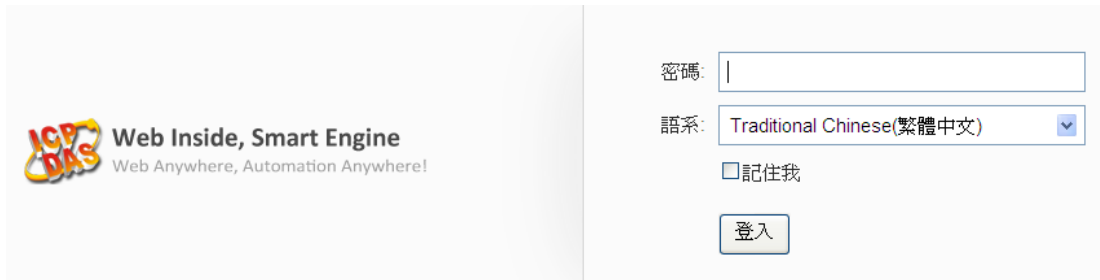 ICP
DAS
Web Inside, Smart Engine
Web Anywhere, Automation Anywhere!
密碼:
語系: Traditional Chinese(繁體中文)
記住我
登入